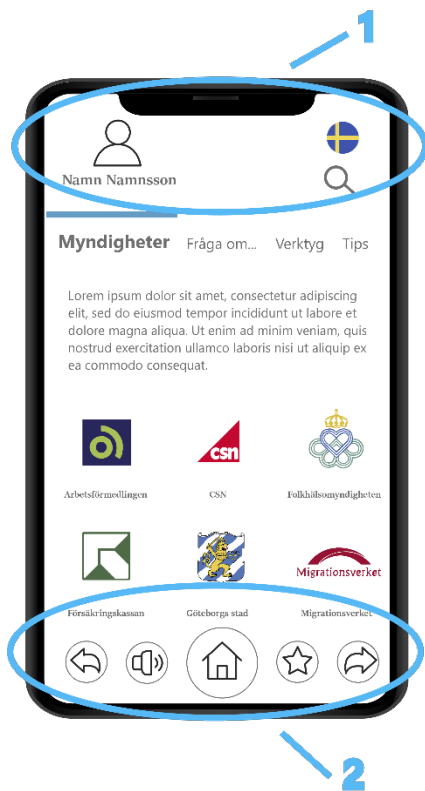 1
Namn Namnsson
Myndigheter Fråga om... Verktyg Tips
Lorem ipsum dolor sit amet, consectetur adipiscing
elit, sed do eiusmod tempor incididunt ut labore et
dolore magna aliqua. Ut enim ad minim veniam, quis
nostrud exercitation ullamco laboris nisi ut aliquip ex
ea commodo consequat.
csn
Arbetsförmedlingen CSN Folkhälsomyndigheten
Migrationsverket
Försäkringskassan Göteborgs stad Migrationsverket
2